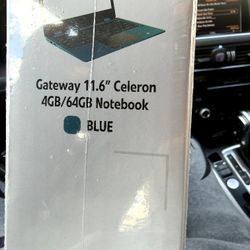 Gateway 11.6" Celeron
4GB/64GB Notebook
BLUE